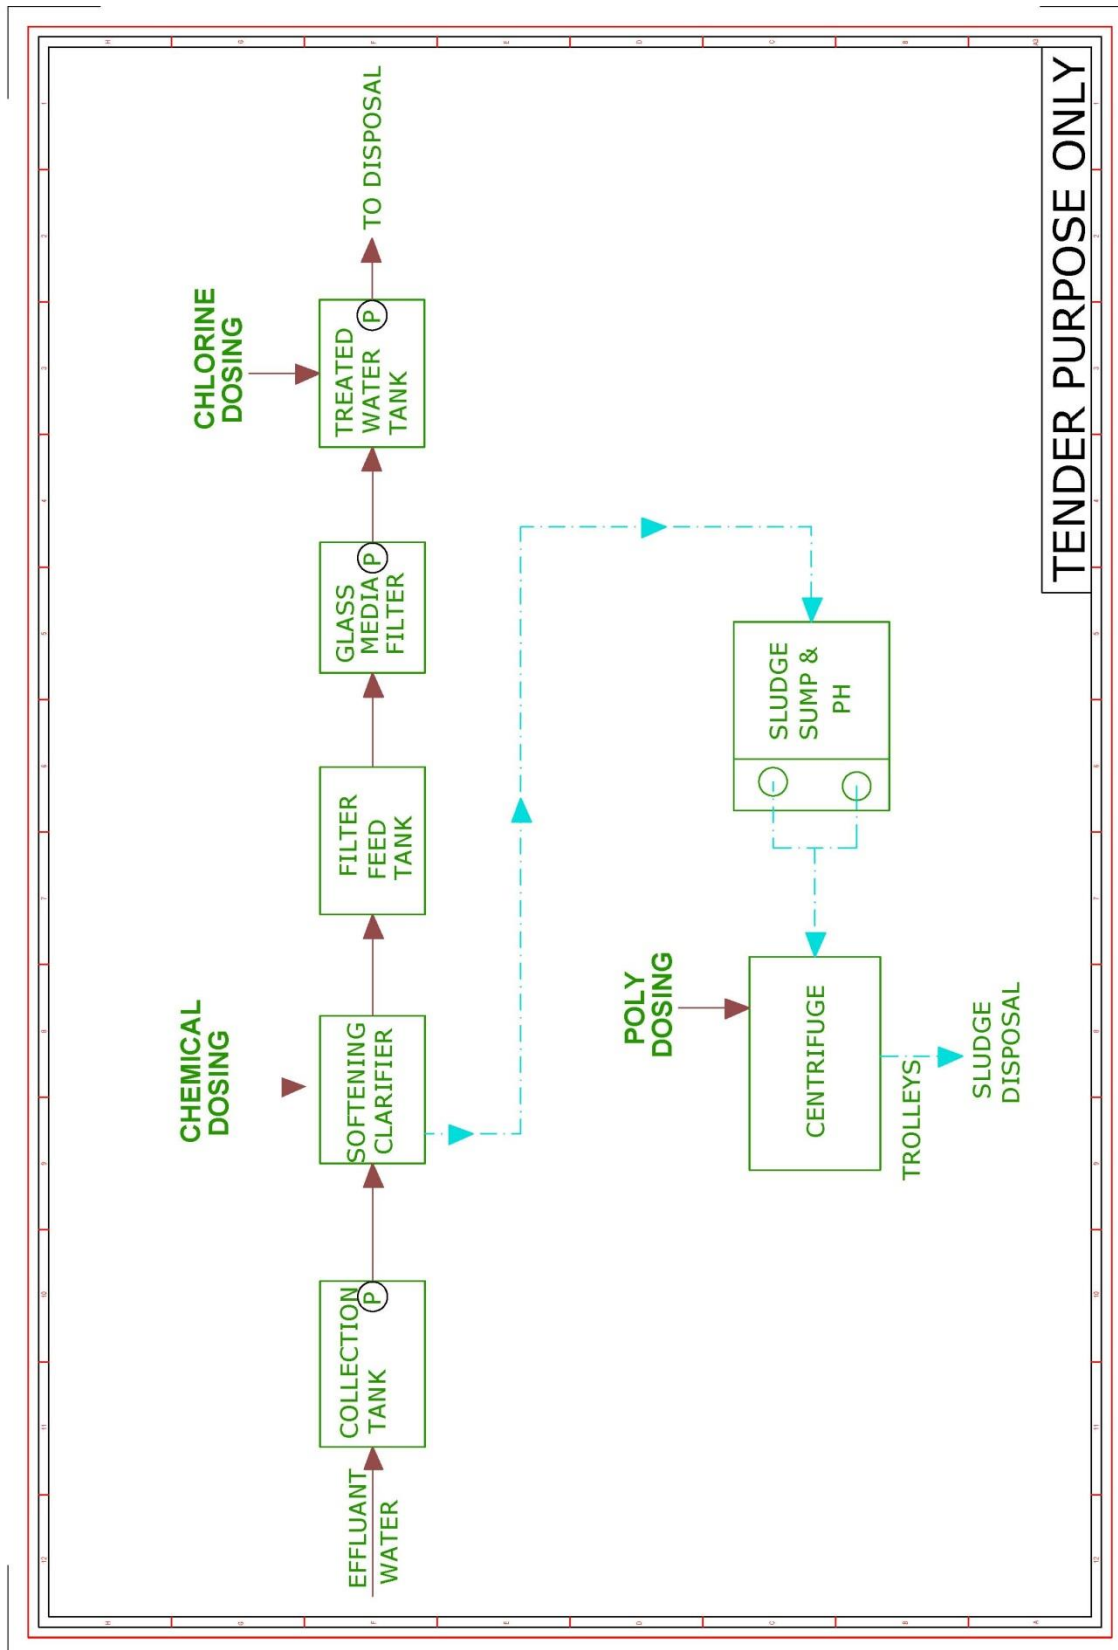 CHEMICAL
DOSING
CHLORINE
DOSING
EFFLUANT
WATER
COLLECTION
TANK
P
SOFTENING
CLARIFIER
FILTER
FEED
TANK
GLASS
MEDIA
FILTER
P
TREATED
WATER
TANK
P
TO DISPOSAL
POLY
DOSING
CENTRIFUGE
SLUDGE
SUMP &
PH
TROLLEYS
SLUDGE
DISPOSAL
TENDER PURPOSE ONLY